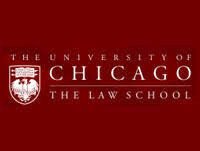 THE UNIVERSITY OF
CHICAGO
THE LAW SCHOOL